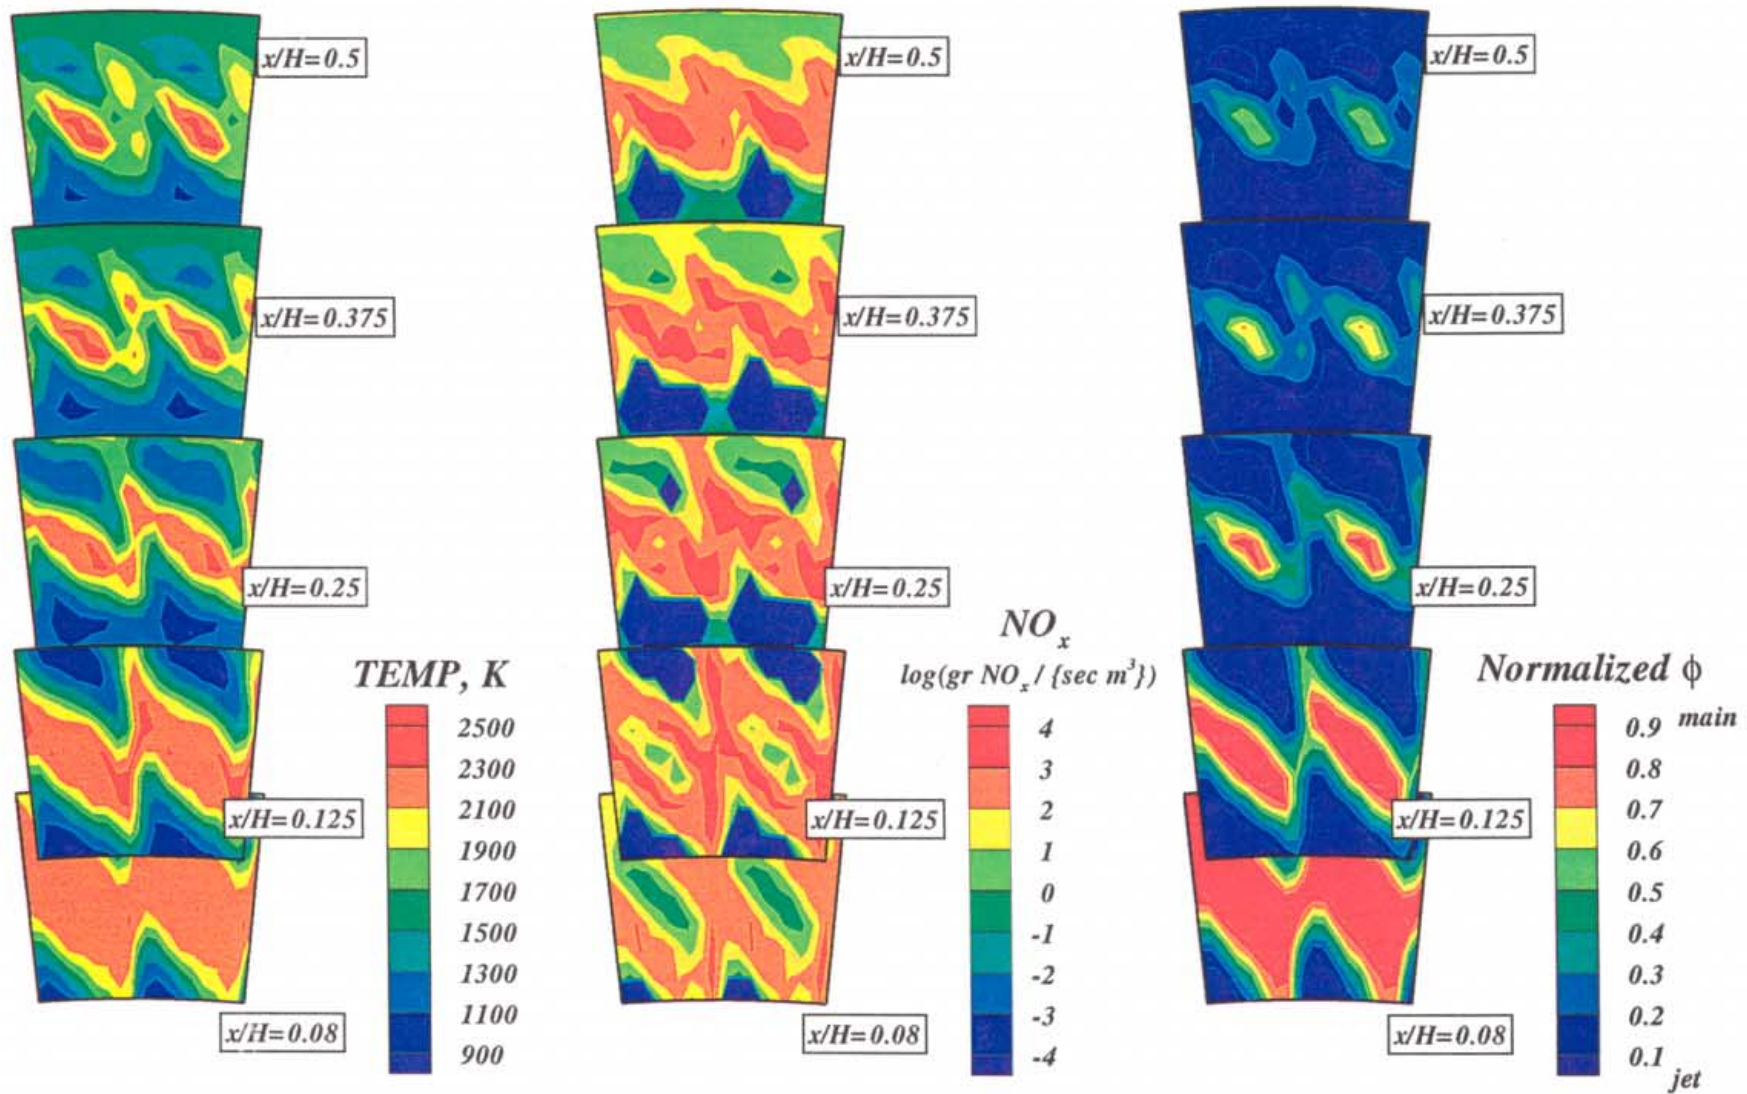 x/H=0.5
x/H=0.375
x/H=0.25
TEMP, K
2500
2300
2100
1900
1700
1500
1300
1100
900
x/H=0.125
x/H=0.08
x/H=0.5
x/H=0.375
x/H=0.25
NOx
log(gr NOx / {sec m³})
4
3
2
1
0
-1
-2
-3
-4
x/H=0.125
x/H=0.08
x/H=0.5
x/H=0.375
x/H=0.25
Normalized ϕ
0.9 main
0.8
0.7
0.6
0.5
0.4
0.3
0.2
0.1
jet
x/H=0.125
x/H=0.08